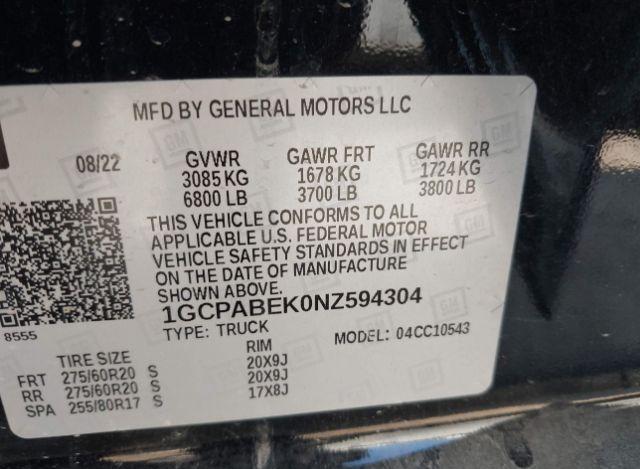 MFD BY GENERAL MOTORS LLC
08/22 GVWR GAWR FRT GAWR RR
3085 KG 1678 KG 1724 KG
6800 LB 3700 LB 3800 LB
THIS VEHICLE CONFORMS TO ALL
APPLICABLE U.S. FEDERAL MOTOR
VEHICLE SAFETY STANDARDS IN EFFECT
ON THE DATE OF MANUFACTURE
SHOWN ABOVE.
1GCPABEK0NZ594304
8555 TYPE: TRUCK MODEL: 04CC10543
TIRE SIZE RIM
FRT 275/60R20 S 20X9J
RR 275/60R20 S 20X9J
SPA 255/80R17 S 17X8J